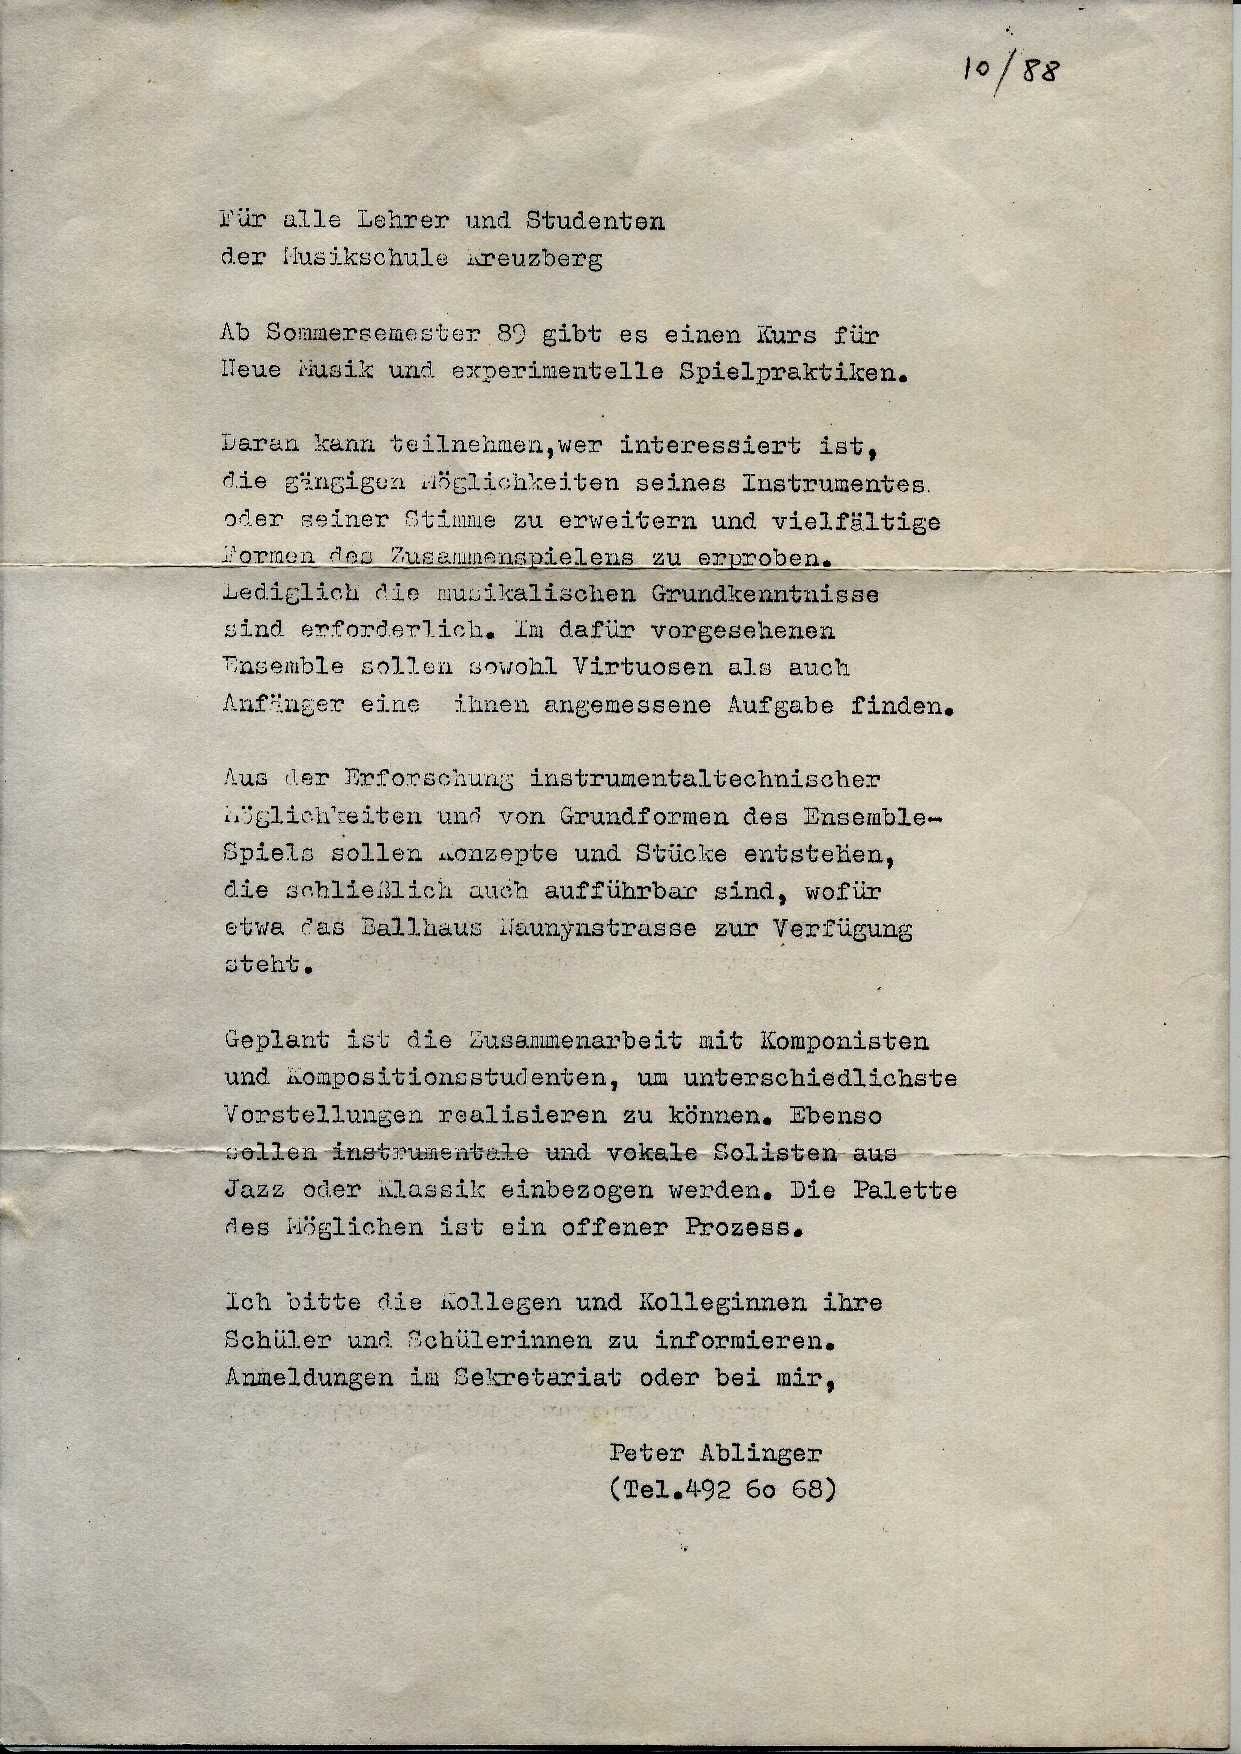 10/88
Für alle Lehrer und Studenten
der Musikschule Kreuzberg
Ab Sommersemester 89 gibt es einen Kurs für
Neue Musik und experimentelle Spielpraktiken.
Daran kann teilnehmen,wer interessiert ist,
die gängigen Möglichkeiten seines Instrumentes
oder seiner Stimme zu erweitern und vielfältige
Formen des Zusammenspielens zu erproben.
Lediglich die musikalischen Grundkenntnisse
sind erforderlich. Im dafür vorgesehenen
Ensemble sollen sowohl Virtuosen als auch
Anfänger eine ihnen angemessene Aufgabe finden.
Aus der Erforschung instrumentaltechnischer
Möglichkeiten und von Grundformen des Ensemble-
Spiels sollen Konzepte und Stücke entstehen,
die schließlich auch aufführbar sind, wofür
etwa das Ballhaus Naunynstrasse zur Verfügung
steht.
Geplant ist die Zusammenarbeit mit Komponisten
und Kompositionsstudenten, um unterschiedlichste
Vorstellungen realisieren zu können. Ebenso
sollen instrumentale und vokale Solisten aus
Jazz oder Klassik einbezogen werden. Die Palette
des Möglichen ist ein offener Prozess.
Ich bitte die Kollegen und Kolleginnen ihre
Schüler und Schülerinnen zu informieren.
Anmeldungen im Sekretariat oder bei mir,
Peter Ablinger
(Tel.492 6o 68)